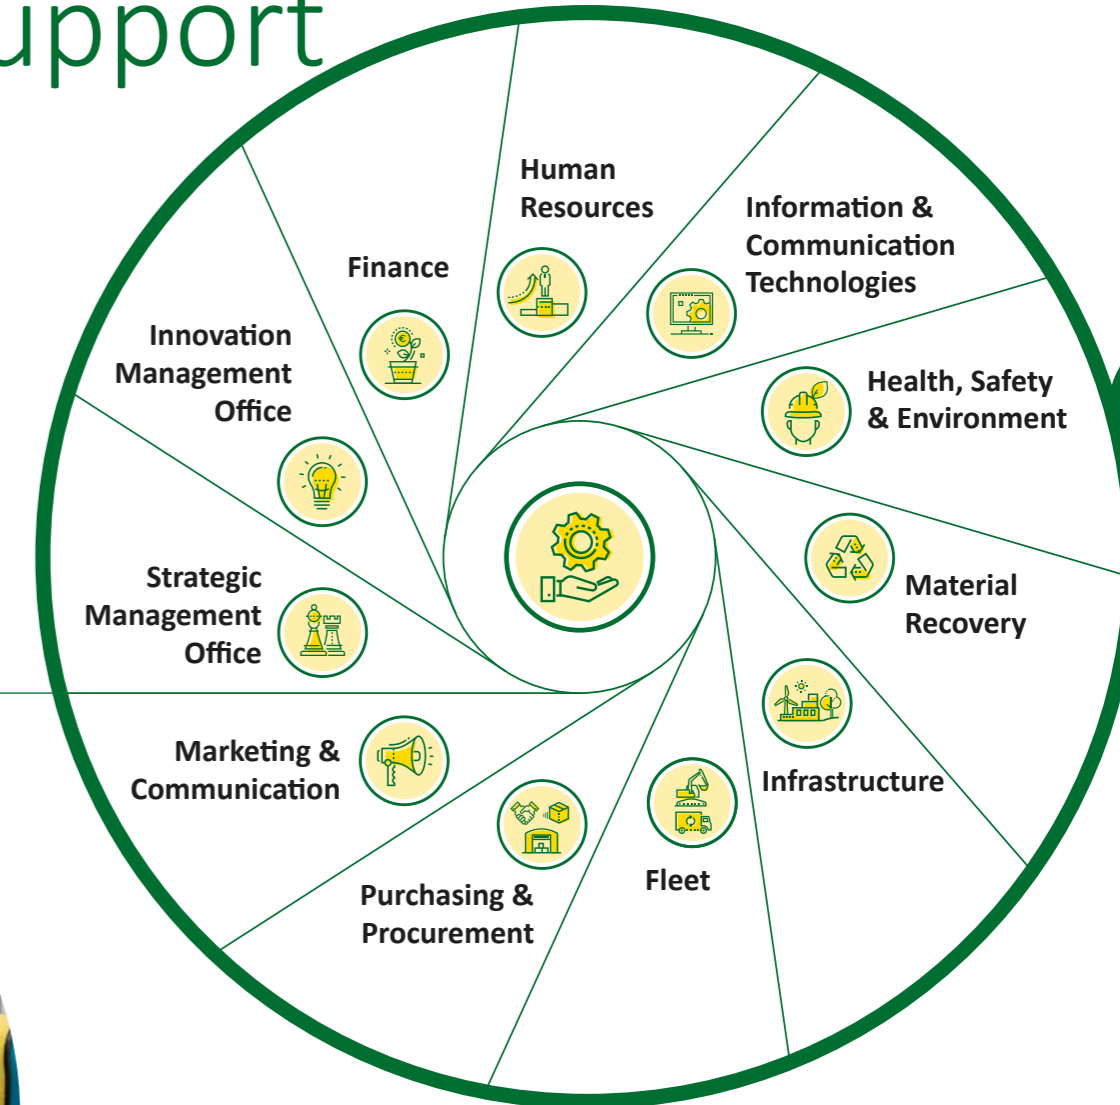 upport
Human
Resources
Information &
Communication
Technologies
Finance
Innovation
Management
Office
Health, Safety
& Environment
Strategic
Management
Office
Material
Recovery
Marketing &
Communication
Infrastructure
Purchasing &
Procurement
Fleet